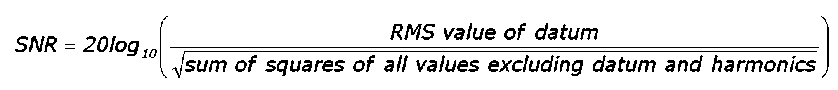 SNR = 20log₁₀(RMS value of datum / √sum of squares of all values excluding datum and harmonics)